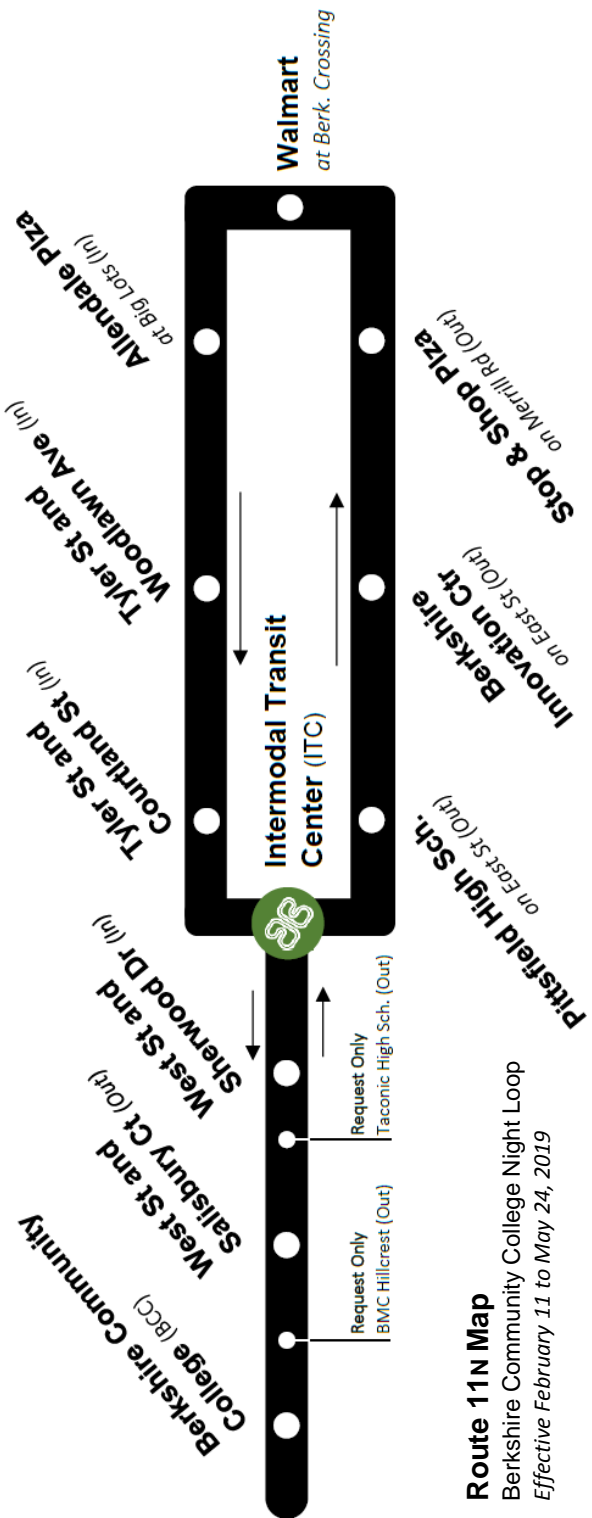 Berkshire Community
College (BCC)
West St and
Salisbury Ct (Out)
West St and
Sherwood Dr (In)
Tyler St and
Courtland St (In)
Tyler St and
Woodlawn Ave (In)
Allendale Plza
at Big Lots (In)
Walmart
at Berk. Crossing
Intermodal Transit
Center (ITC)
Request Only
BMC Hillcrest (Out)
Request Only
Taconic High Sch. (Out)
Pittsfield High Sch.
on East St (Out)
Berkshire
Innovation Ctr
on East St (Out)
Stop & Shop Plza
on Merrill Rd (Out)
Route 11N Map
Berkshire Community College Night Loop
Effective February 11 to May 24, 2019